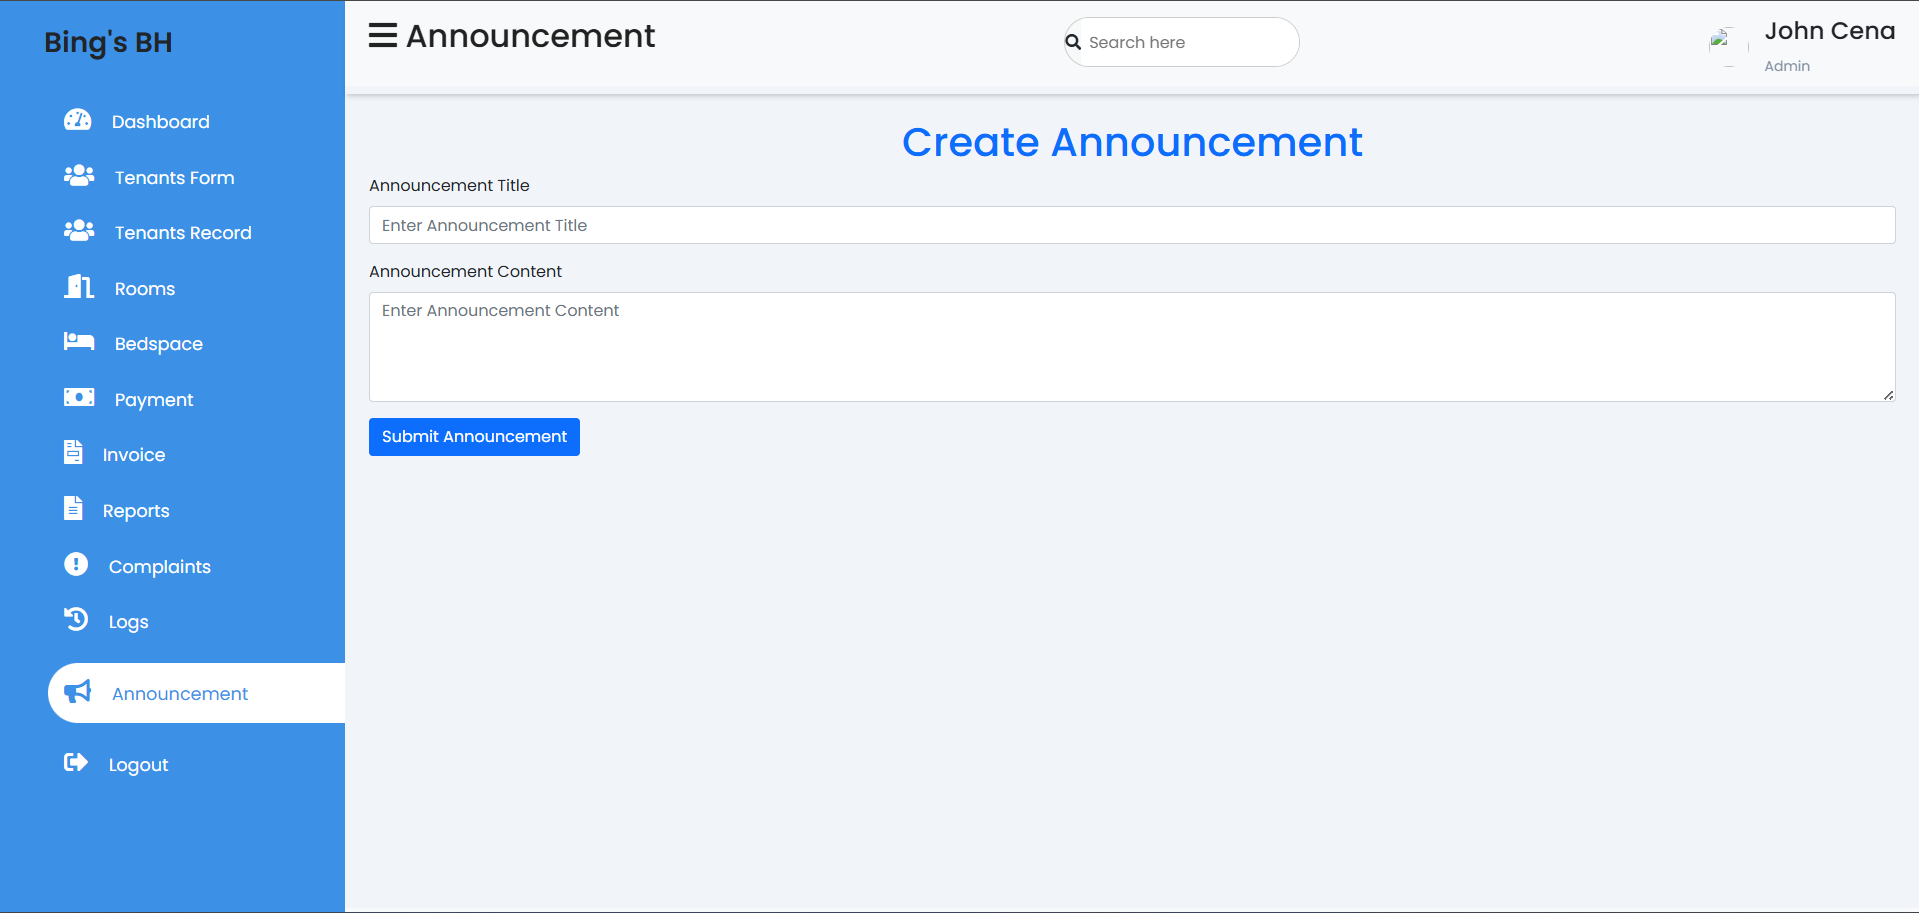 Bing's BH
Dashboard
Tenants Form
Tenants Record
Rooms
Bedspace
Payment
Invoice
Reports
Complaints
Logs
Announcement
Logout
Announcement
Search here
John Cena
Admin
Create Announcement
Announcement Title
Enter Announcement Title
Announcement Content
Enter Announcement Content
Submit Announcement